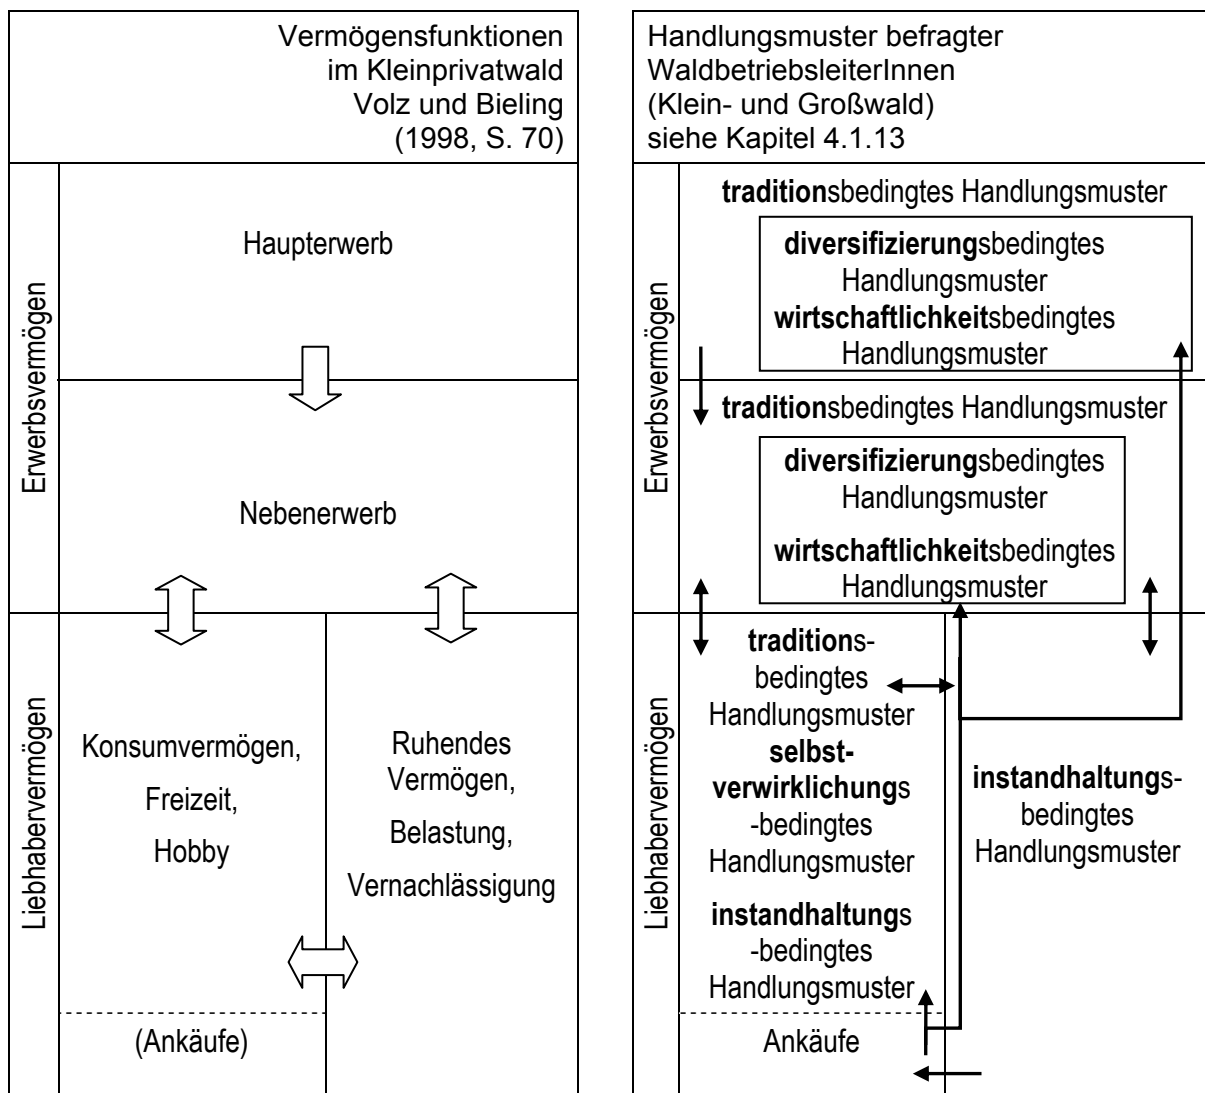 Vermögensfunktionen
im Kleinprivatwald
Volz und Bieling
(1998, S. 70)
Erwerbsvermögen
Haupterwerb
Nebenerwerb
Liebhabervermögen
Konsumvermögen,
Freizeit,
Hobby
(Ankäufe)
Ruhendes
Vermögen,
Belastung,
Vernachlässigung
Handlungsmuster befragter
WaldbetriebsleiterInnen
(Klein- und Großwald)
siehe Kapitel 4.1.13
Erwerbsvermögen
traditionsbedingtes Handlungsmuster
diversifizierungsbedingtes
Handlungsmuster
wirtschaftlichkeitsbedingtes
Handlungsmuster
traditionsbedingtes Handlungsmuster
diversifizierungsbedingtes
Handlungsmuster
wirtschaftlichkeitsbedingtes
Handlungsmuster
Liebhabervermögen
traditions-
bedingtes
Handlungsmuster
selbst-
verwirklichungs
-bedingtes
Handlungsmuster
instandhaltungs
-bedingtes
Handlungsmuster
Ankäufe
instandhaltungs-
bedingtes
Handlungsmuster